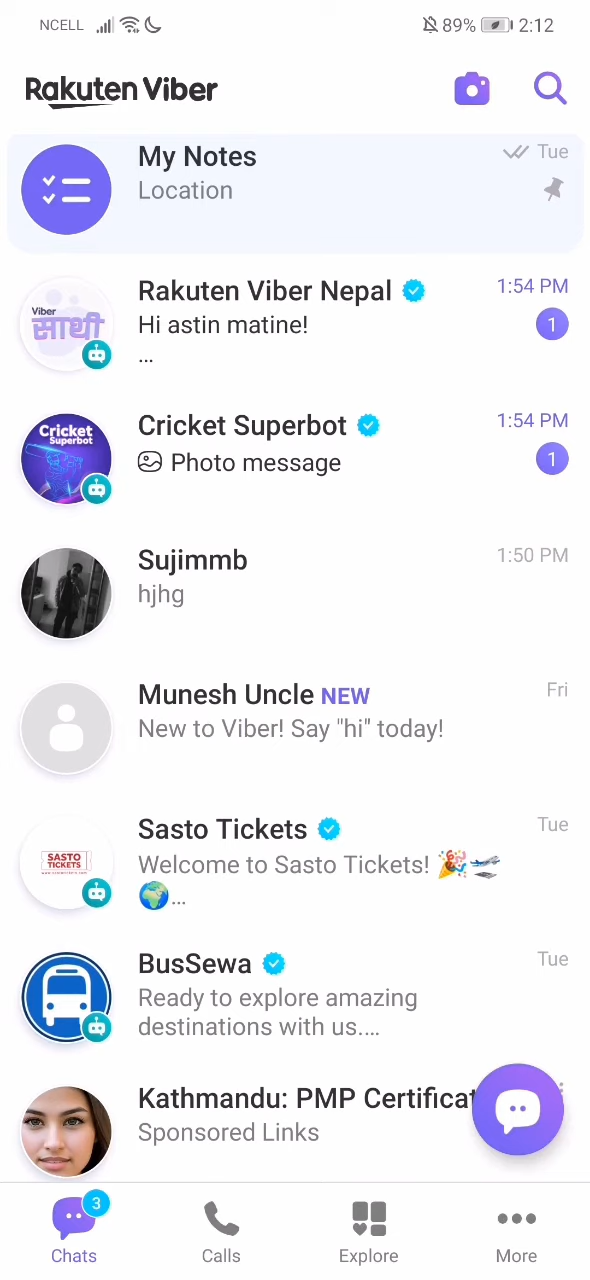 NCELL 89% 2:12
Rakuten Viber
My Notes Tue
Location
Viber
साथी
Rakuten Viber Nepal 1:54 PM
Hi astin matine! 1
...
Cricket
Superbot
Cricket Superbot 1:54 PM
Photo message 1
Sujimmb 1:50 PM
hjhg
Munesh Uncle NEW Fri
New to Viber! Say "hi" today!
SASTO
TICKETS
Sasto Tickets Tue
Welcome to Sasto Tickets! 🎉🛫
🌍...
BusSewa Tue
Ready to explore amazing
destinations with us....
Kathmandu: PMP Certificat
Sponsored Links
3
Chats Calls Explore More